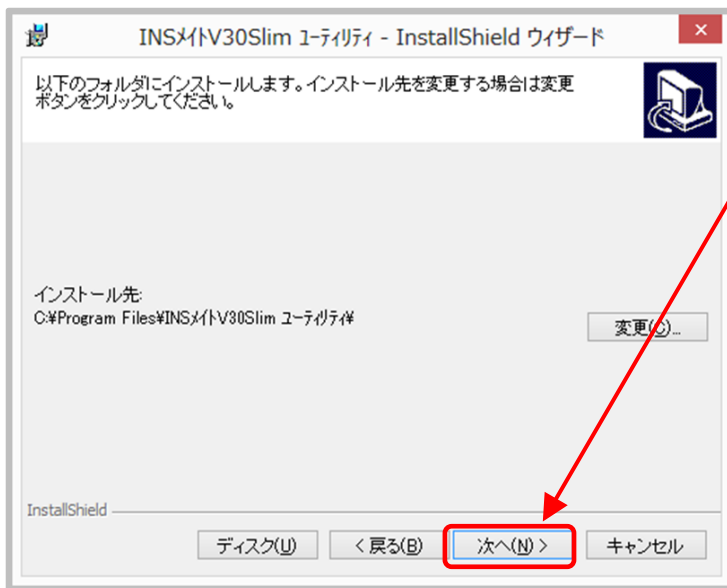 INSﾒｲﾄV30Slim ﾕｰﾃｨﾘﾃｨ - InstallShield ウィザード
以下のフォルダにインストールします。インストール先を変更する場合は変更
ボタンをクリックしてください。
インストール先:
C:¥Program Files¥INSﾒｲﾄV30Slim ﾕｰﾃｨﾘﾃｨ¥
変更(C)...
InstallShield
ディスク(U)
< 戻る(B)
次へ(N) >
キャンセル